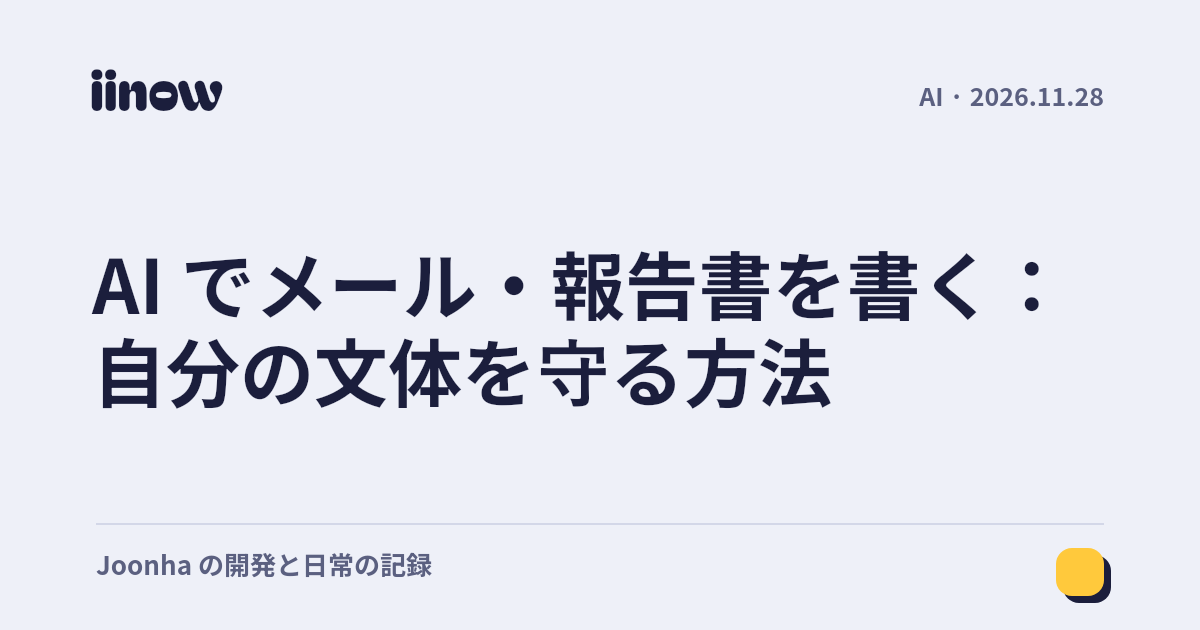 iinow
AI · 2026.11.28
AI でメール・報告書を書く：
自分の文体を守る方法
Joonha の開発と日常の記録